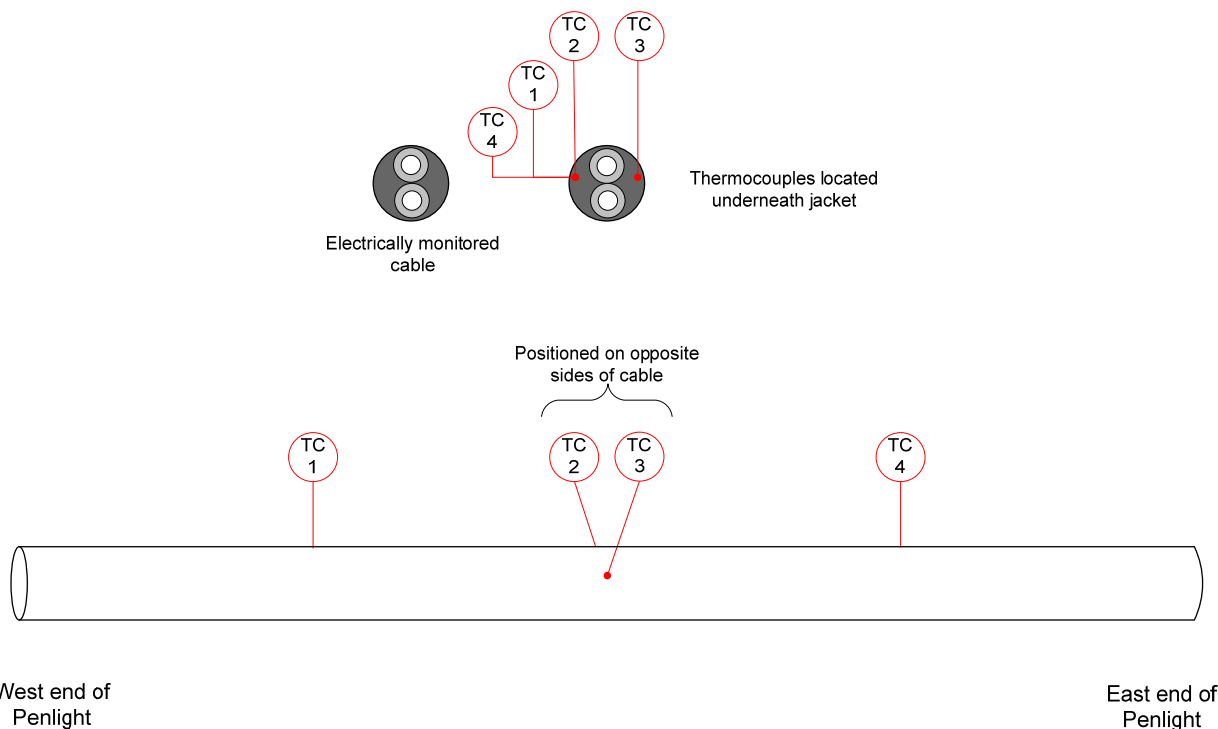 TC
2
TC
3
TC
1
TC
4
Thermocouples located
underneath jacket
Electrically monitored
cable
Positioned on opposite
sides of cable
TC
1
TC
2
TC
3
TC
4
West end of
Penlight
East end of
Penlight